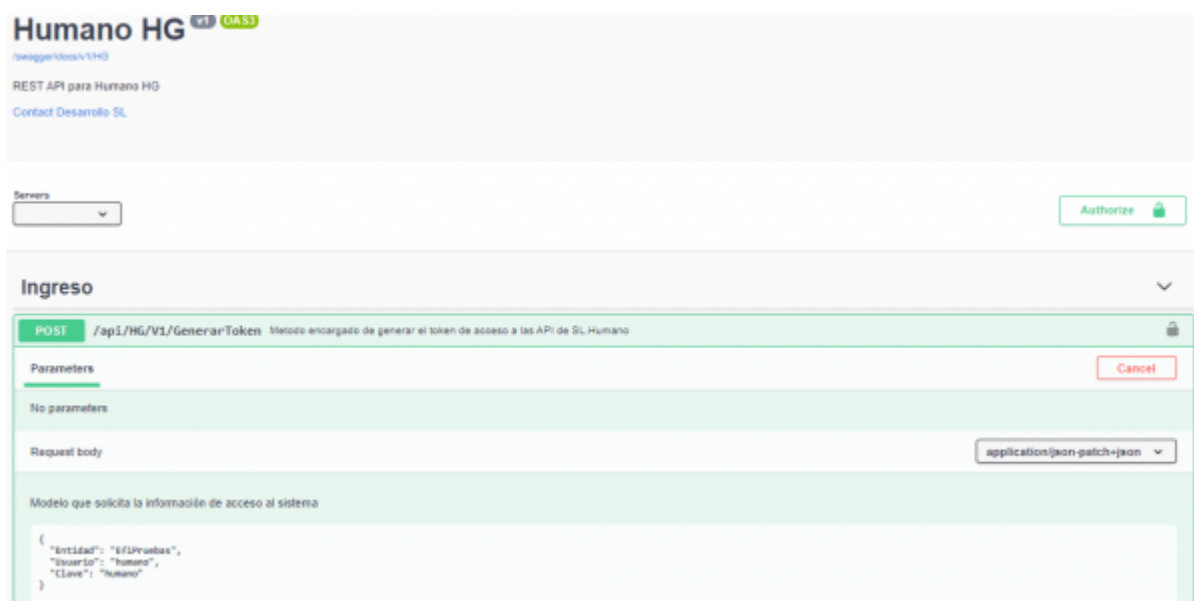 Humano HG v1 OAS3
/swagger/docs/v1/HG
REST API para Humano HG
Contact Desarrollo SL
Servers
Authorize
Ingreso
POST /api/HG/V1/GenerarToken Metodo encargado de generar el token de acceso a las API de SL Humano
Parameters Cancel
No parameters
Request body application/json-patch+json
Modelo que solicita la información de acceso al sistema
{
"Entidad": "EfiPruebas",
"Usuario": "humano",
"Clave": "humano"
}